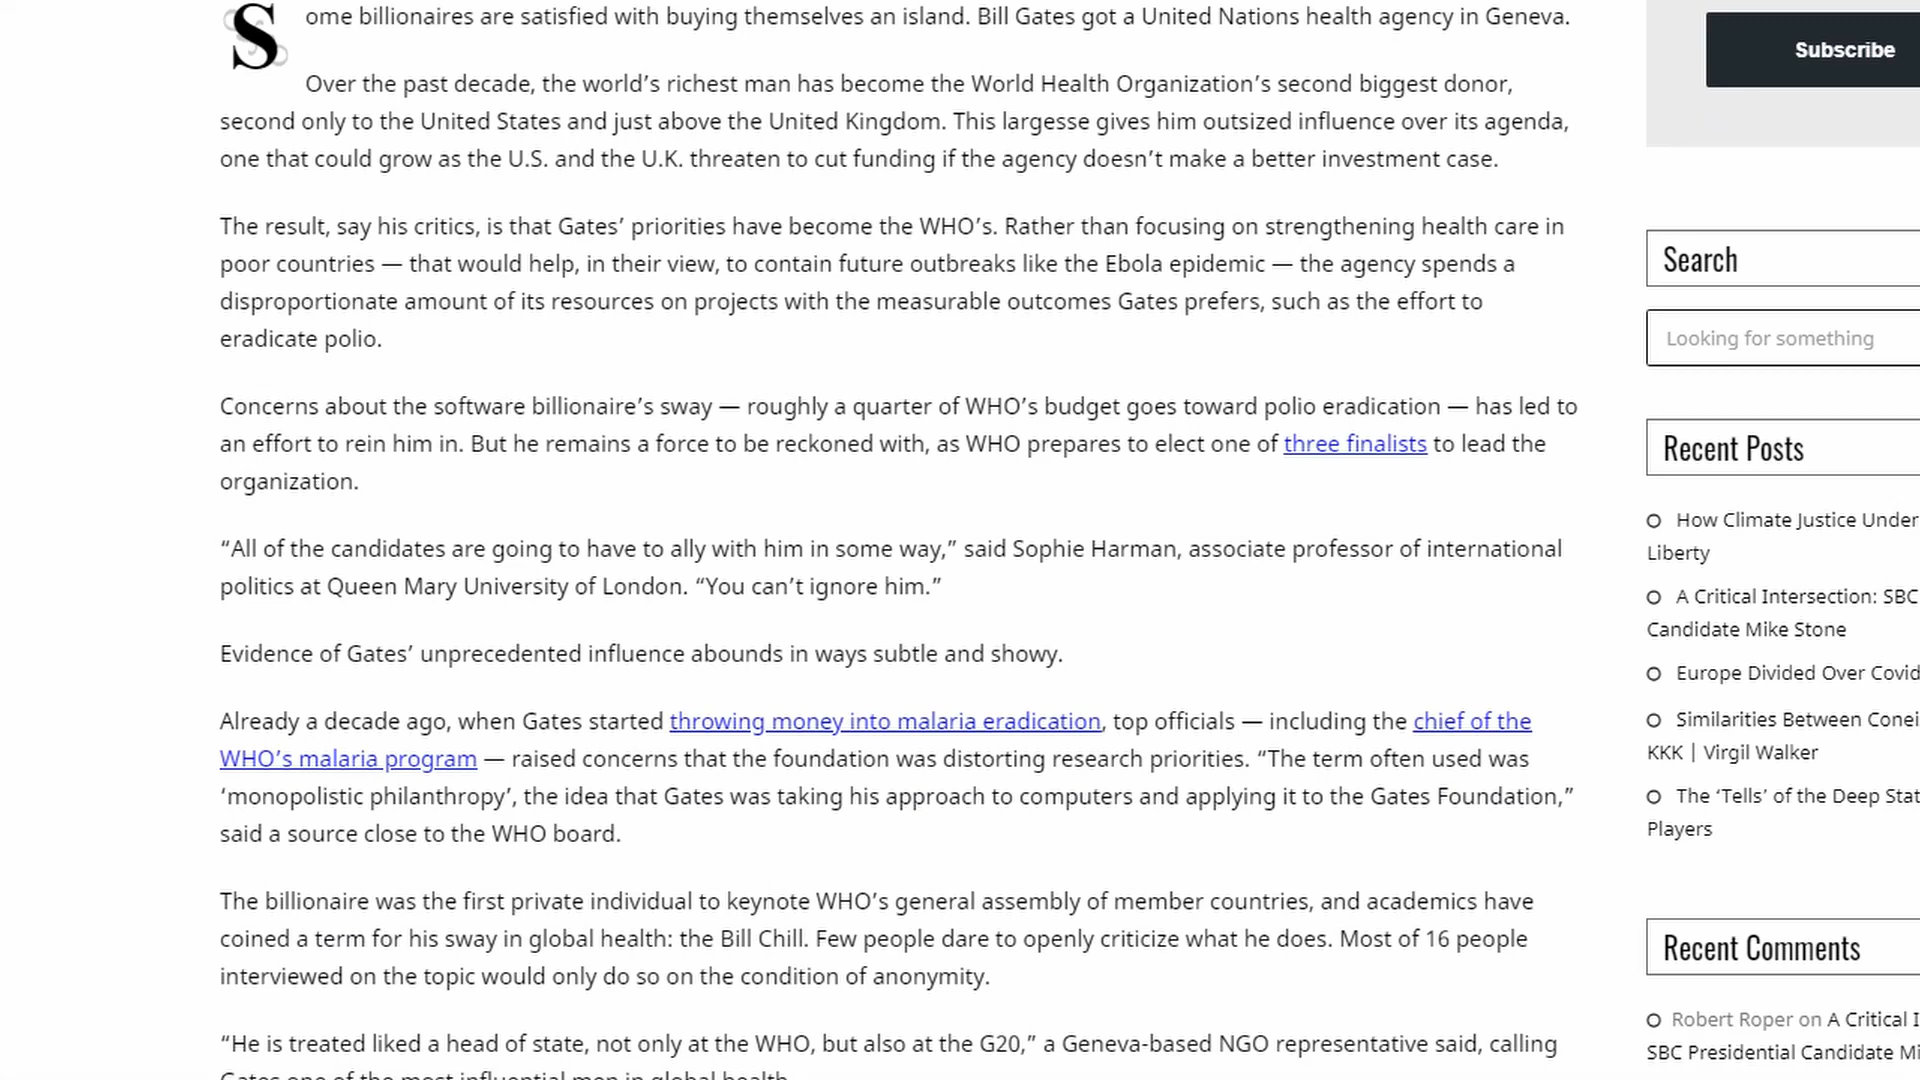 Some billionaires are satisfied with buying themselves an island. Bill Gates got a United Nations health agency in Geneva.
Over the past decade, the world’s richest man has become the World Health Organization’s second biggest donor,
second only to the United States and just above the United Kingdom. This largesse gives him outsized influence over its agenda,
one that could grow as the U.S. and the U.K. threaten to cut funding if the agency doesn’t make a better investment case.
The result, say his critics, is that Gates’ priorities have become the WHO’s. Rather than focusing on strengthening health care in
poor countries — that would help, in their view, to contain future outbreaks like the Ebola epidemic — the agency spends a
disproportionate amount of its resources on projects with the measurable outcomes Gates prefers, such as the effort to
eradicate polio.
Concerns about the software billionaire’s sway — roughly a quarter of WHO’s budget goes toward polio eradication — has led to
an effort to rein him in. But he remains a force to be reckoned with, as WHO prepares to elect one of three finalists to lead the
organization.
“All of the candidates are going to have to ally with him in some way,” said Sophie Harman, associate professor of international
politics at Queen Mary University of London. “You can’t ignore him.”
Evidence of Gates’ unprecedented influence abounds in ways subtle and showy.
Already a decade ago, when Gates started throwing money into malaria eradication, top officials — including the chief of the
WHO’s malaria program — raised concerns that the foundation was distorting research priorities. “The term often used was
‘monopolistic philanthropy’, the idea that Gates was taking his approach to computers and applying it to the Gates Foundation,”
said a source close to the WHO board.
The billionaire was the first private individual to keynote WHO’s general assembly of member countries, and academics have
coined a term for his sway in global health: the Bill Chill. Few people dare to openly criticize what he does. Most of 16 people
interviewed on the topic would only do so on the condition of anonymity.
“He is treated liked a head of state, not only at the WHO, but also at the G20,” a Geneva-based NGO representative said, calling
Gates one of the most influential men in global health.
Subscribe
Search
Looking for something
Recent Posts
How Climate Justice Under
Liberty
A Critical Intersection: SBC
Candidate Mike Stone
Europe Divided Over Covid
Similarities Between Conei
KKK | Virgil Walker
The ‘Tells’ of the Deep Stat
Players
Recent Comments
Robert Roper on A Critical I
SBC Presidential Candidate Mi